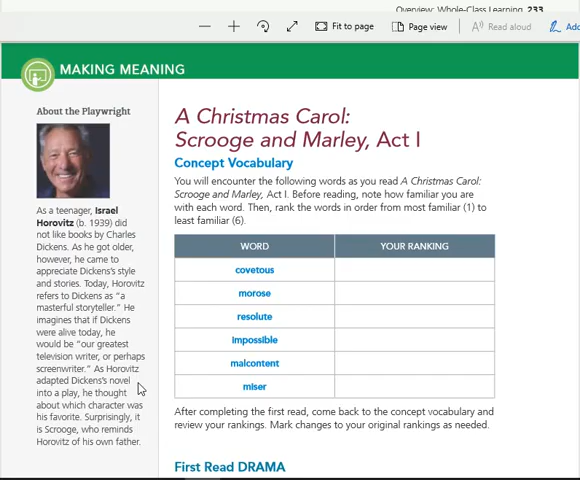 Overview: Whole-Class Learning 233
Fit to page
Page view
Read aloud
MAKING MEANING
About the Playwright
As a teenager, Israel
Horovitz (b. 1939) did
not like books by Charles
Dickens. As he got older,
however, he came to
appreciate Dickens's style
and stories. Today, Horovitz
refers to Dickens as "a
masterful storyteller." He
imagines that if Dickens
were alive today, he
would be "our greatest
television writer, or perhaps
screenwriter." As Horovitz
adapted Dickens's novel
into a play, he thought
about which character was
his favorite. Surprisingly, it
is Scrooge, who reminds
Horovitz of his own father.
A Christmas Carol:
Scrooge and Marley, Act I
Concept Vocabulary
You will encounter the following words as you read A Christmas Carol:
Scrooge and Marley, Act I. Before reading, note how familiar you are
with each word. Then, rank the words in order from most familiar (1) to
least familiar (6).
WORD YOUR RANKING
covetous
morose
resolute
impossible
malcontent
miser
After completing the first read, come back to the concept vocabulary and
review your rankings. Mark changes to your original rankings as needed.
First Read DRAMA